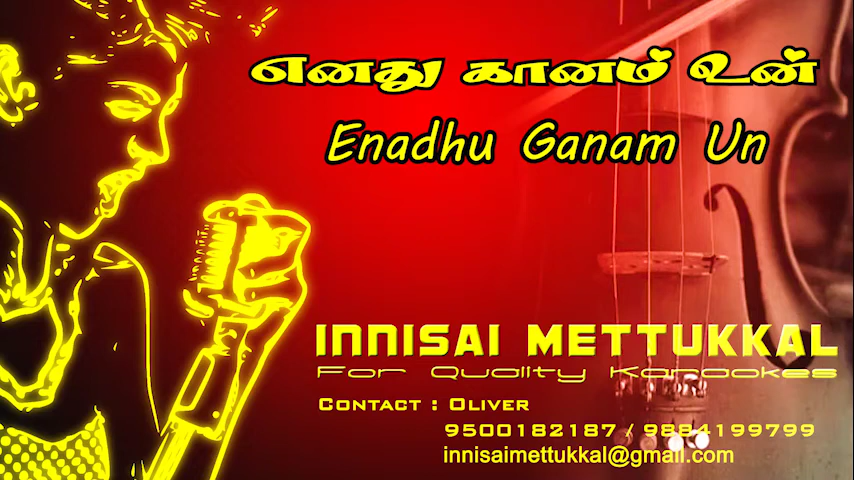 எனது கானம் உன்
Enadhu Ganam Un
INNISAI METTUKKAL
For Quality Karaokes
Contact : Oliver
9500182187 / 9884199799
innisaimettukkal@gmail.com